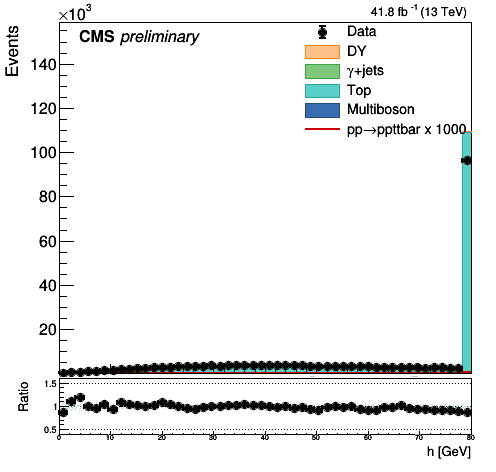 ×10³
41.8 fb⁻¹ (13 TeV)
CMS preliminary
Events
Data
DY
γ+jets
Top
Multiboson
pp→ppttbar x 1000
140
120
100
80
60
40
20
Ratio
1.5
1
0.5
0 10 20 30 40 50 60 70 80
h [GeV]